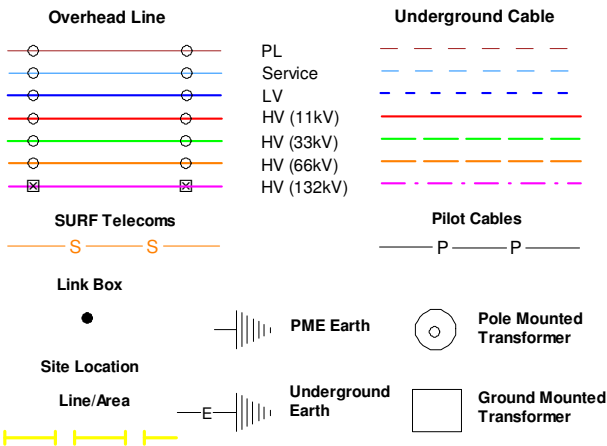 Overhead Line
Underground Cable
PL
Service
LV
HV (11kV)
HV (33kV)
HV (66kV)
HV (132kV)
SURF Telecoms
Pilot Cables
S S
P P
Link Box
PME Earth
Pole Mounted
Transformer
Site Location
Line/Area
E
Underground
Earth
Ground Mounted
Transformer